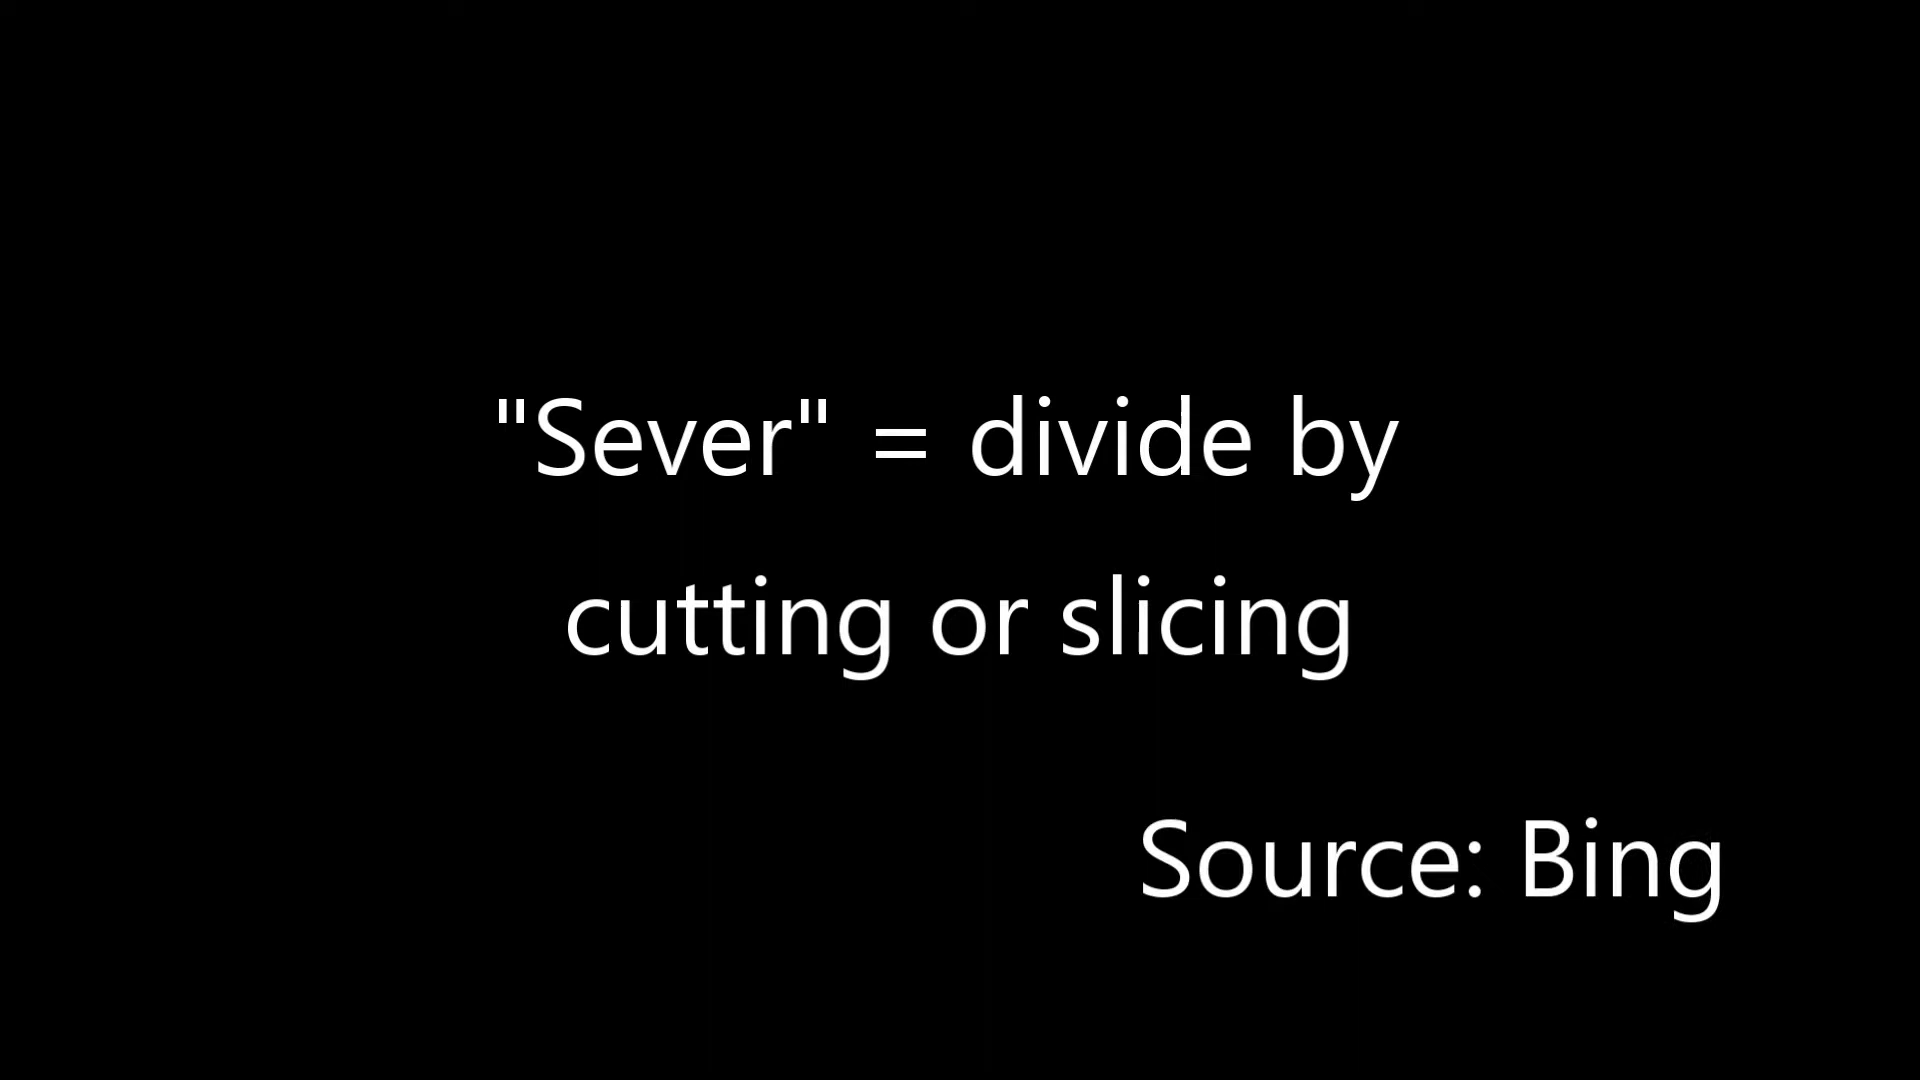 "Sever" = divide by
cutting or slicing
Source: Bing